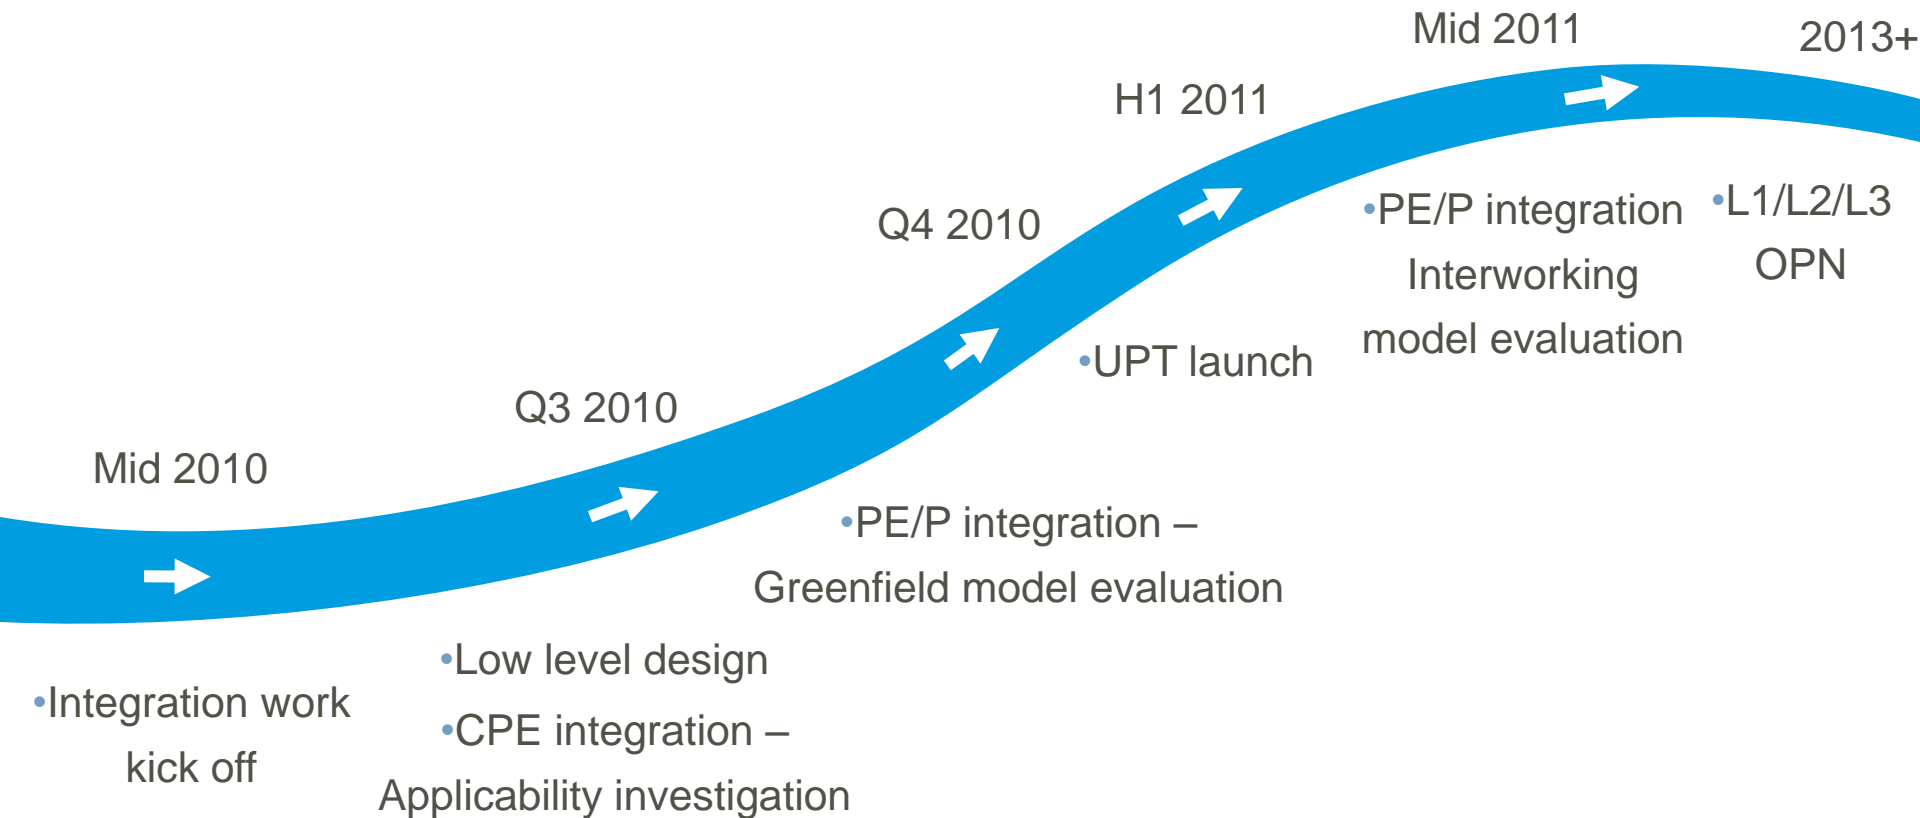 Mid 2010
•Integration work
kick off
Q3 2010
•Low level design
•CPE integration –
Applicability investigation
Q4 2010
•PE/P integration –
Greenfield model evaluation
H1 2011
•UPT launch
Mid 2011
•PE/P integration
Interworking
model evaluation
2013+
•L1/L2/L3
OPN